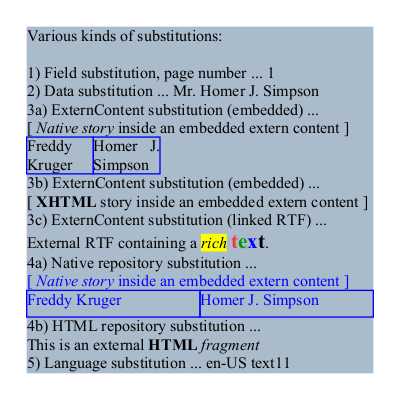 Various kinds of substitutions:
1) Field substitution, page number ... 1
2) Data substitution ... Mr. Homer J. Simpson
3a) ExternContent substitution (embedded) ...
[ Native story inside an embedded extern content ]
Freddy Homer J.
Kruger Simpson
3b) ExternContent substitution (embedded) ...
[ XHTML story inside an embedded extern content ]
3c) ExternContent substitution (linked RTF) ...
External RTF containing a rich text.
4a) Native repository substitution ...
[ Native story inside an embedded extern content ]
Freddy Kruger Homer J. Simpson
4b) HTML repository substitution ...
This is an external HTML fragment
5) Language substitution ... en-US text11